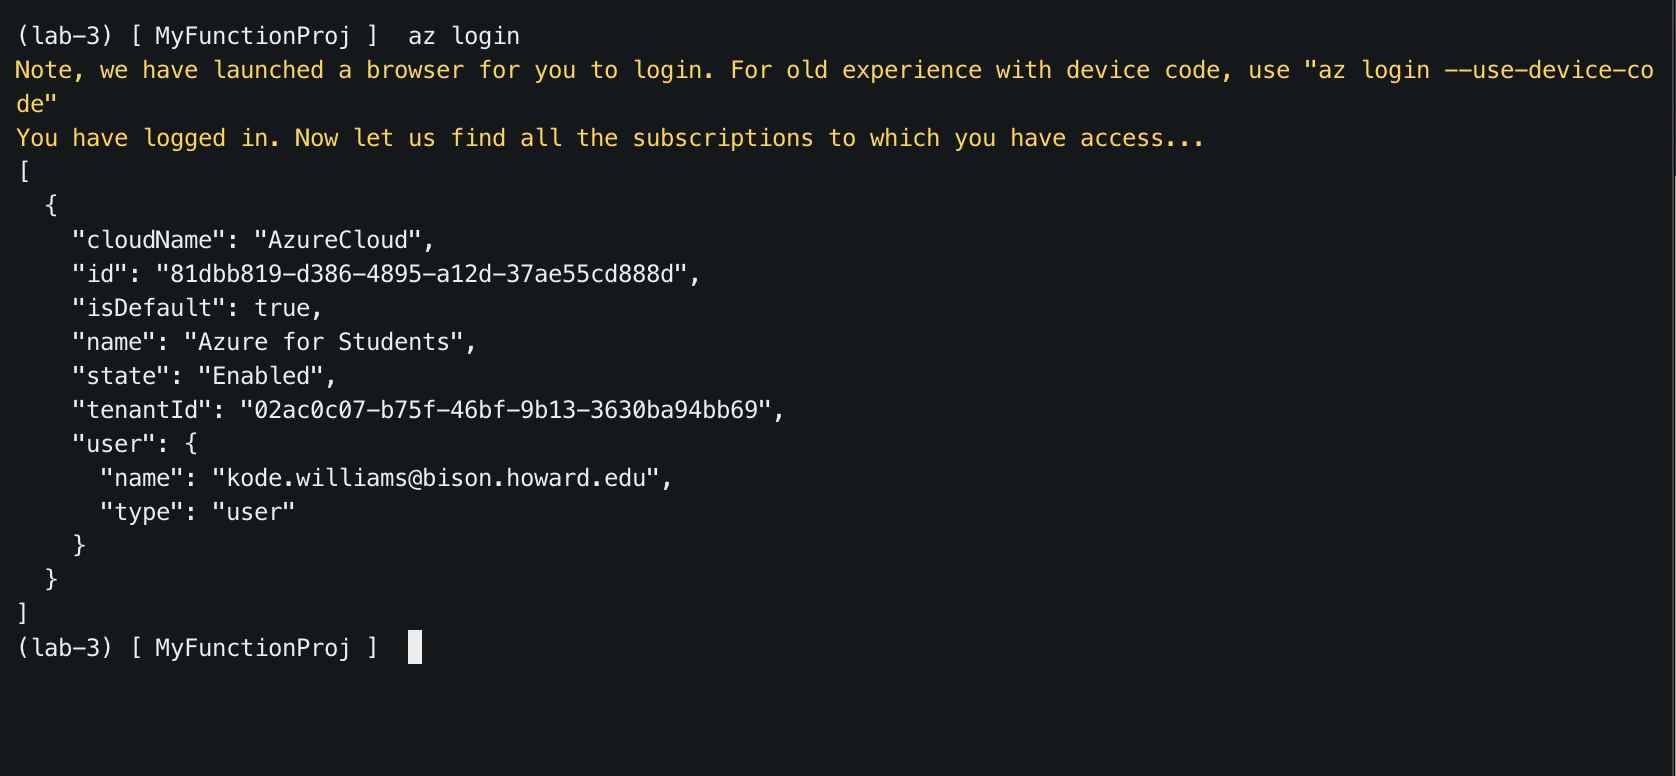 (lab-3) [ MyFunctionProj ]  az login
Note, we have launched a browser for you to login. For old experience with device code, use "az login --use-device-co
de"
You have logged in. Now let us find all the subscriptions to which you have access...
[
  {
    "cloudName": "AzureCloud",
    "id": "81dbb819-d386-4895-a12d-37ae55cd888d",
    "isDefault": true,
    "name": "Azure for Students",
    "state": "Enabled",
    "tenantId": "02ac0c07-b75f-46bf-9b13-3630ba94bb69",
    "user": {
      "name": "kode.williams@bison.howard.edu",
      "type": "user"
    }
  }
]
(lab-3) [ MyFunctionProj ]